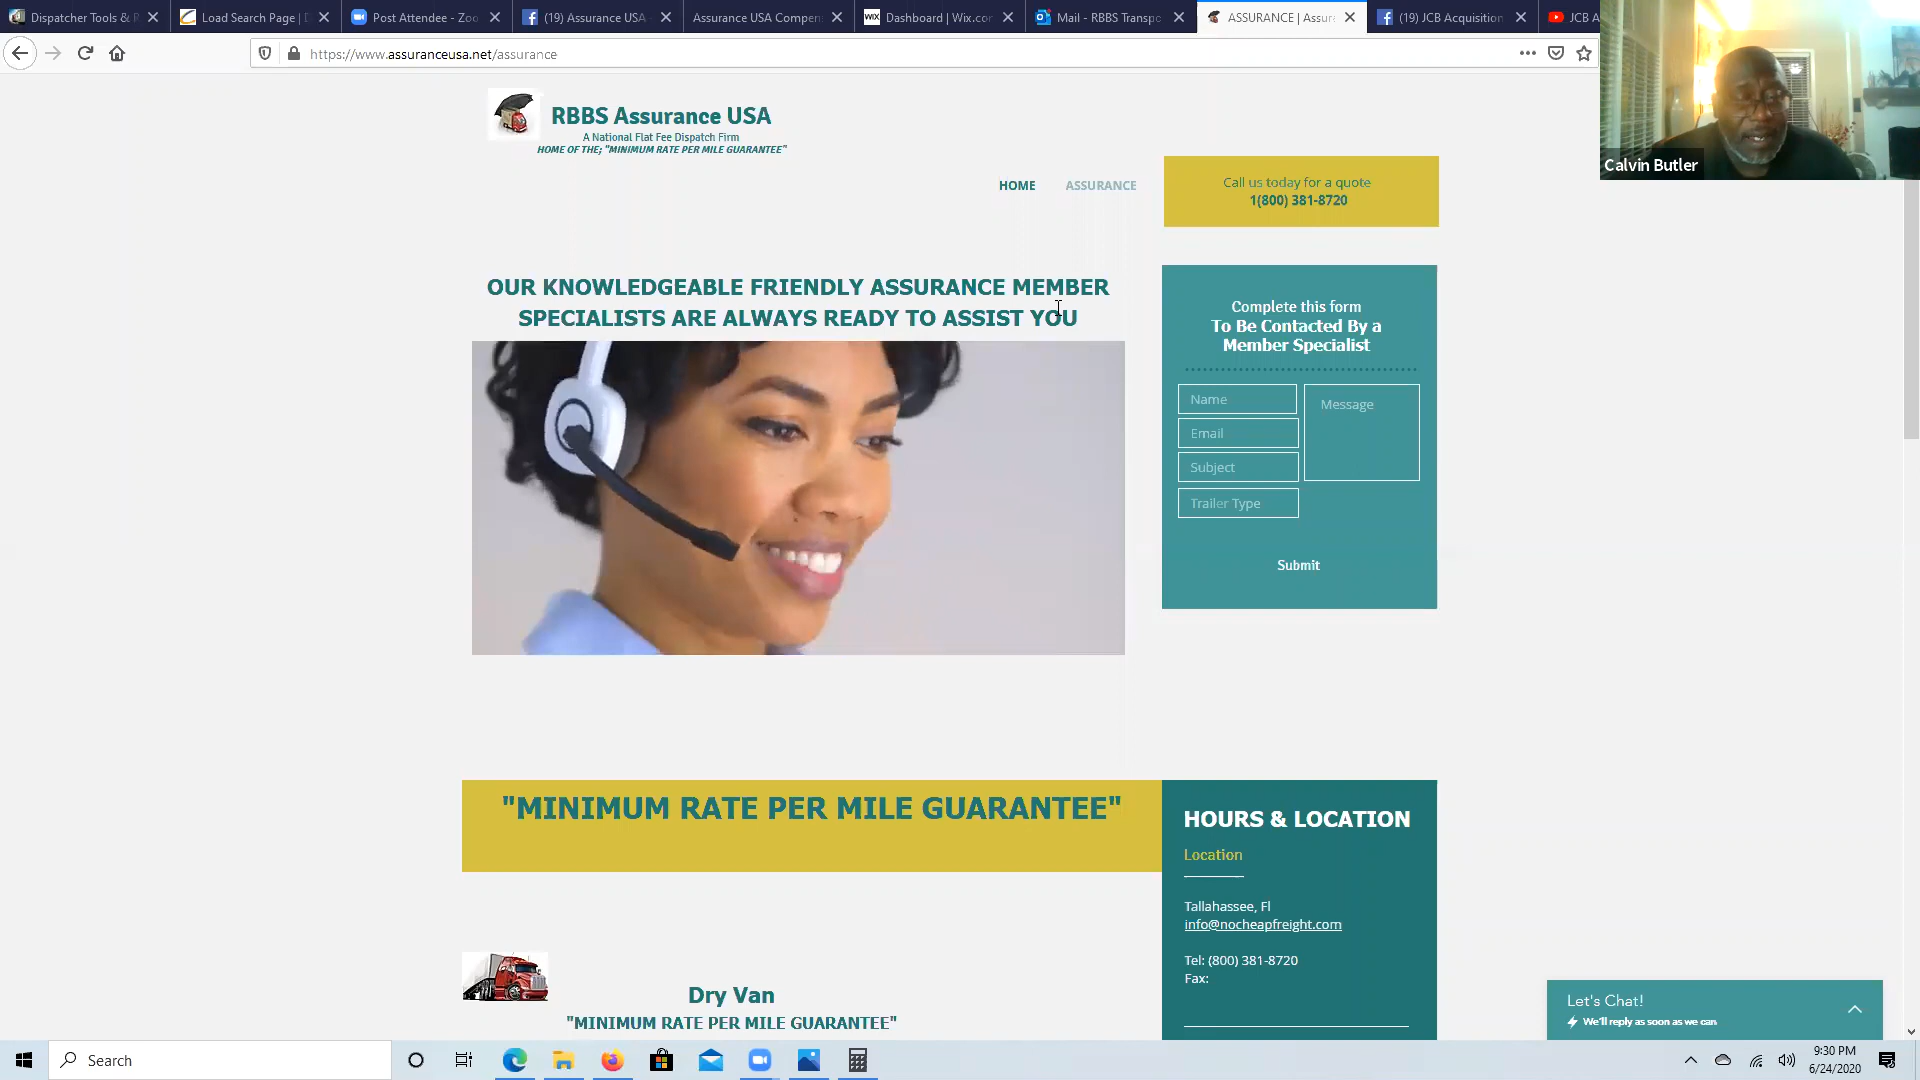 Dispatcher Tools & R
Load Search Page | D
Post Attendee - Zoo
(19) Assurance USA
Assurance USA Compen
Dashboard | Wix.co
Mail - RBBS Transpo
ASSURANCE | Assur
(19) JCB Acquisition
JCB A
https://www.assuranceusa.net/assurance
Calvin Butler
RBBS Assurance USA
A National Flat Fee Dispatch Firm
HOME OF THE; "MINIMUM RATE PER MILE GUARANTEE"
HOME
ASSURANCE
Call us today for a quote
1(800) 381-8720
OUR KNOWLEDGEABLE FRIENDLY ASSURANCE MEMBER
SPECIALISTS ARE ALWAYS READY TO ASSIST YOU
Complete this form
To Be Contacted By a
Member Specialist
Name
Message
Email
Subject
Trailer Type
Submit
"MINIMUM RATE PER MILE GUARANTEE"
HOURS & LOCATION
Location
Tallahassee, Fl
info@nocheapfreight.com
Tel: (800) 381-8720
Fax:
Dry Van
"MINIMUM RATE PER MILE GUARANTEE"
Let's Chat!
We'll reply as soon as we can
Search
9:30 PM
6/24/2020